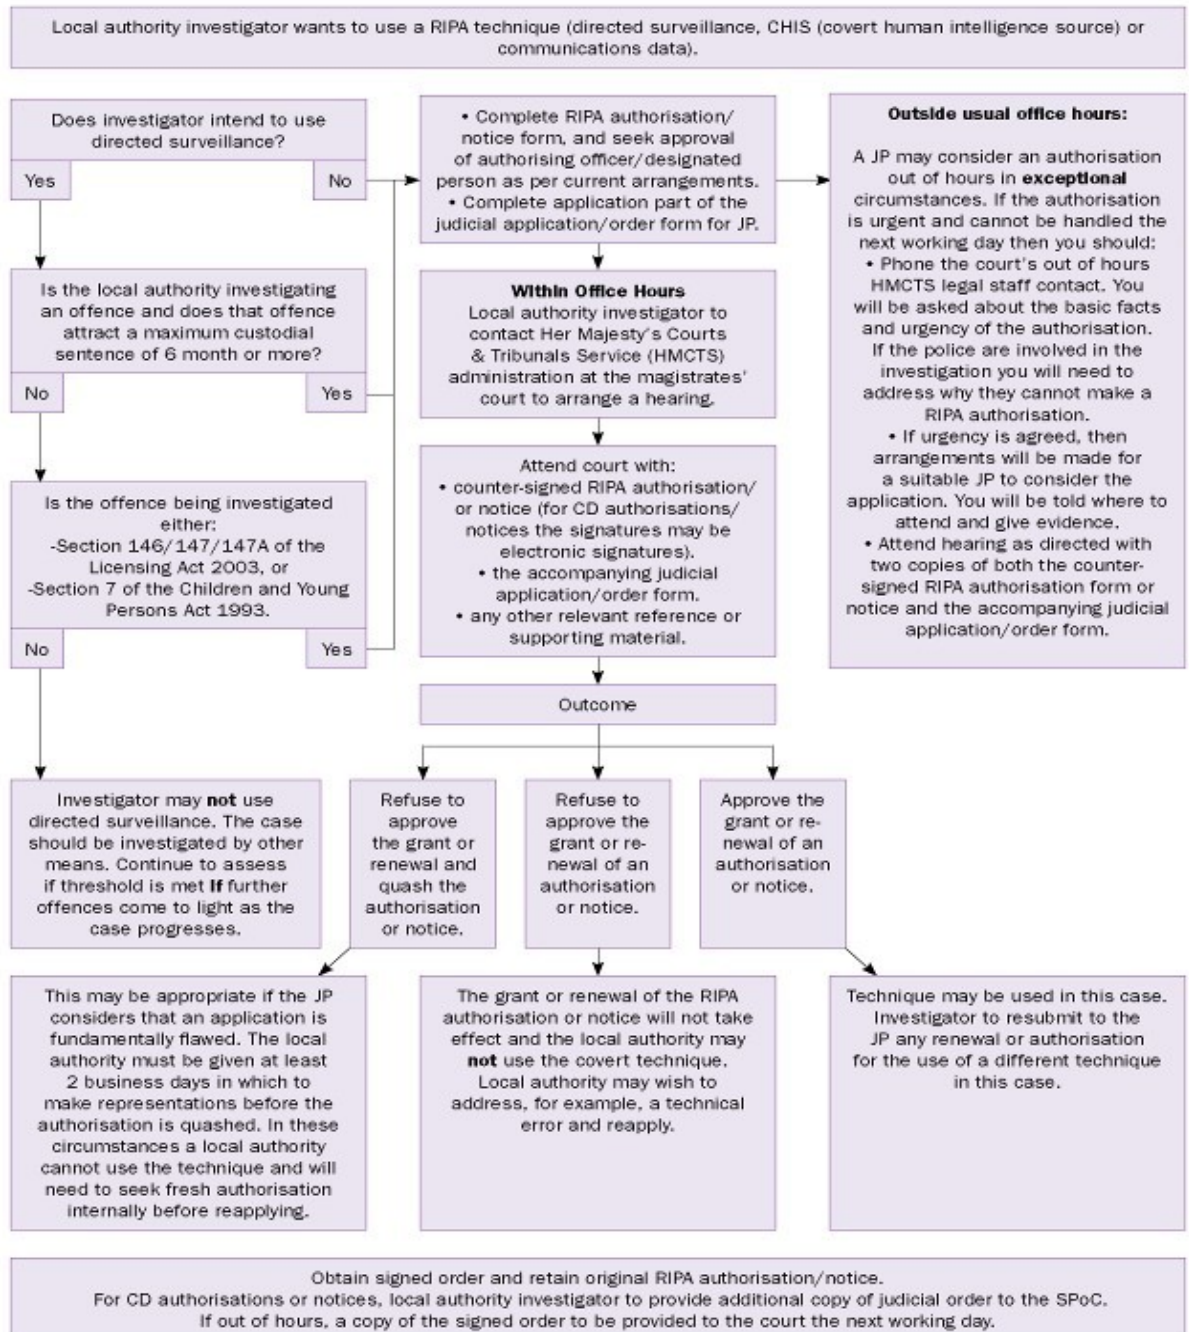 Local authority investigator wants to use a RIPA technique (directed surveillance, CHIS (covert human intelligence source) or
communications data).
Does investigator intend to use
directed surveillance?
Yes
No
Is the local authority investigating
an offence and does that offence
attract a maximum custodial
sentence of 6 month or more?
No
Yes
Is the offence being investigated
either:
-Section 146/147/147A of the
Licensing Act 2003, or
-Section 7 of the Children and Young
Persons Act 1993.
No
Yes
• Complete RIPA authorisation/
notice form, and seek approval
of authorising officer/designated
person as per current arrangements.
• Complete application part of the
judicial application/order form for JP.
Within Office Hours
Local authority investigator to
contact Her Majesty's Courts
& Tribunals Service (HMCTS)
administration at the magistrates'
court to arrange a hearing.
Attend court with:
• counter-signed RIPA authorisation/
or notice (for CD authorisations/
notices the signatures may be
electronic signatures).
• the accompanying judicial
application/order form.
• any other relevant reference or
supporting material.
Outside usual office hours:
A JP may consider an authorisation
out of hours in exceptional
circumstances. If the authorisation
is urgent and cannot be handled the
next working day then you should:
• Phone the court's out of hours
HMCTS legal staff contact. You
will be asked about the basic facts
and urgency of the authorisation.
If the police are involved in the
investigation you will need to
address why they cannot make a
RIPA authorisation.
• If urgency is agreed, then
arrangements will be made for
a suitable JP to consider the
application. You will be told where to
attend and give evidence.
• Attend hearing as directed with
two copies of both the counter-
signed RIPA authorisation form or
notice and the accompanying judicial
application/order form.
Outcome
Investigator may not use
directed surveillance. The case
should be investigated by other
means. Continue to assess
if threshold is met if further
offences come to light as the
case progresses.
Refuse to
approve
the grant or
renewal and
quash the
authorisation
or notice.
Refuse to
approve the
grant or re-
newal of an
authorisation
or notice.
Approve the
grant or re-
newal of an
authorisation
or notice.
This may be appropriate if the JP
considers that an application is
fundamentally flawed. The local
authority must be given at least
2 business days in which to
make representations before the
authorisation is quashed. In these
circumstances a local authority
cannot use the technique and will
need to seek fresh authorisation
internally before reapplying.
The grant or renewal of the RIPA
authorisation or notice will not take
effect and the local authority may
not use the covert technique.
Local authority may wish to
address, for example, a technical
error and reapply.
Technique may be used in this case.
Investigator to resubmit to the
JP any renewal or authorisation
for the use of a different technique
in this case.
Obtain signed order and retain original RIPA authorisation/notice.
For CD authorisations or notices, local authority investigator to provide additional copy of judicial order to the SPoC.
If out of hours, a copy of the signed order to be provided to the court the next working day.